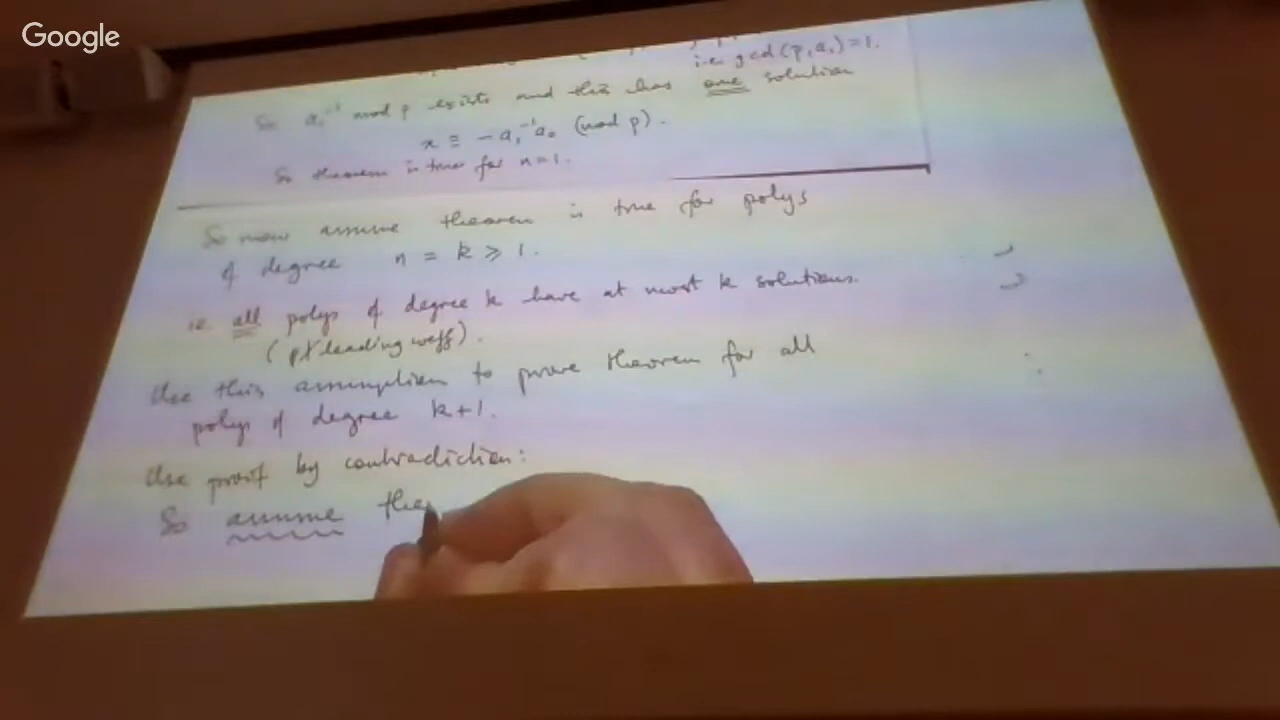 Google
i.e. gcd(p, a₁) = 1.
So a₁⁻¹ mod p exists and this has one solution
x ≡ -a₁⁻¹a₀ (mod p).
So theorem is true for n=1.
So now assume theorem is true for polys
of degree n = k ⩾ 1.
ie. all polys of degree k have at most k solutions.
(p∤leading coeff).
Use this assumption to prove theorem for all
polys of degree k+1.
Use proof by contradiction:
So assume the